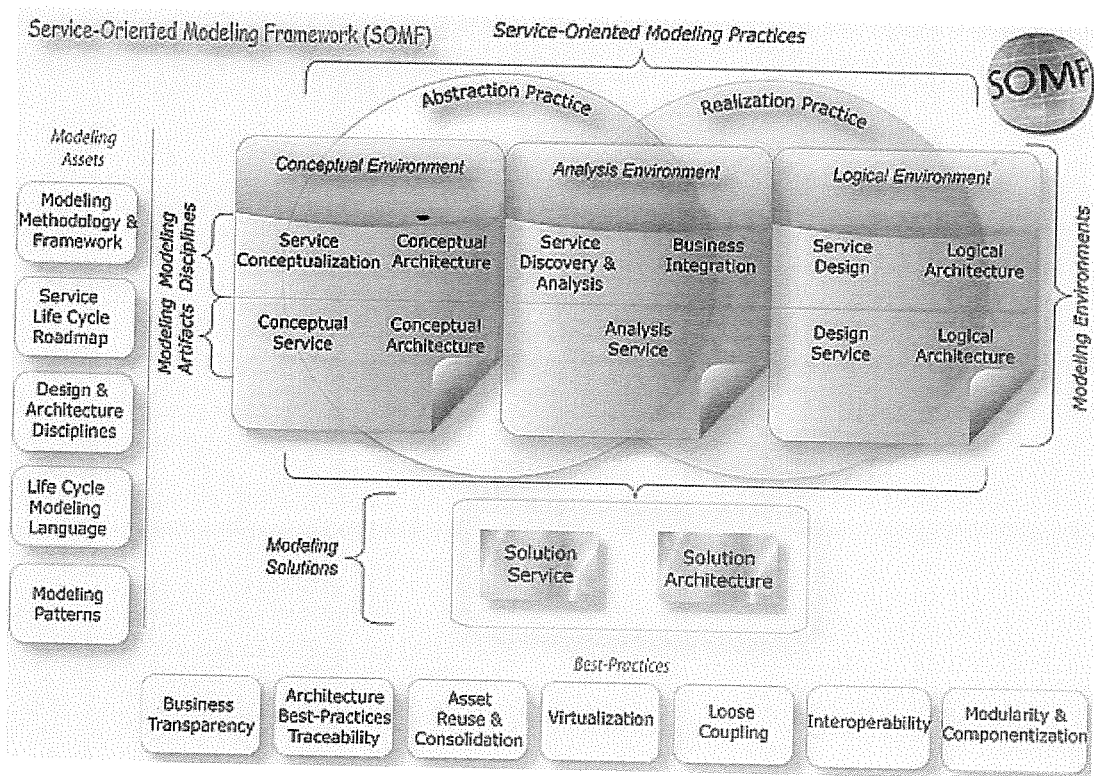 Service-Oriented Modeling Framework (SOMF)
Service-Oriented Modeling Practices
SOMF
Abstraction Practice
Realization Practice
Modeling
Assets
Modeling
Methodology &
Framework
Service
Life Cycle
Roadmap
Design &
Architecture
Disciplines
Life Cycle
Modeling
Language
Modeling
Patterns
Modeling
Disciplines
Modeling
Artifacts
Conceptual Environment
Service
Conceptualization
Conceptual
Architecture
Conceptual
Service
Conceptual
Architecture
Analysis Environment
Service
Discovery &
Analysis
Business
Integration
Analysis
Service
Logical Environment
Service
Design
Logical
Architecture
Design
Service
Logical
Architecture
Modeling Environments
Modeling
Solutions
Solution
Service
Solution
Architecture
Best-Practices
Business
Transparency
Architecture
Best-Practices
Traceability
Asset
Reuse &
Consolidation
Virtualization
Loose
Coupling
Interoperability
Modularity &
Componentization